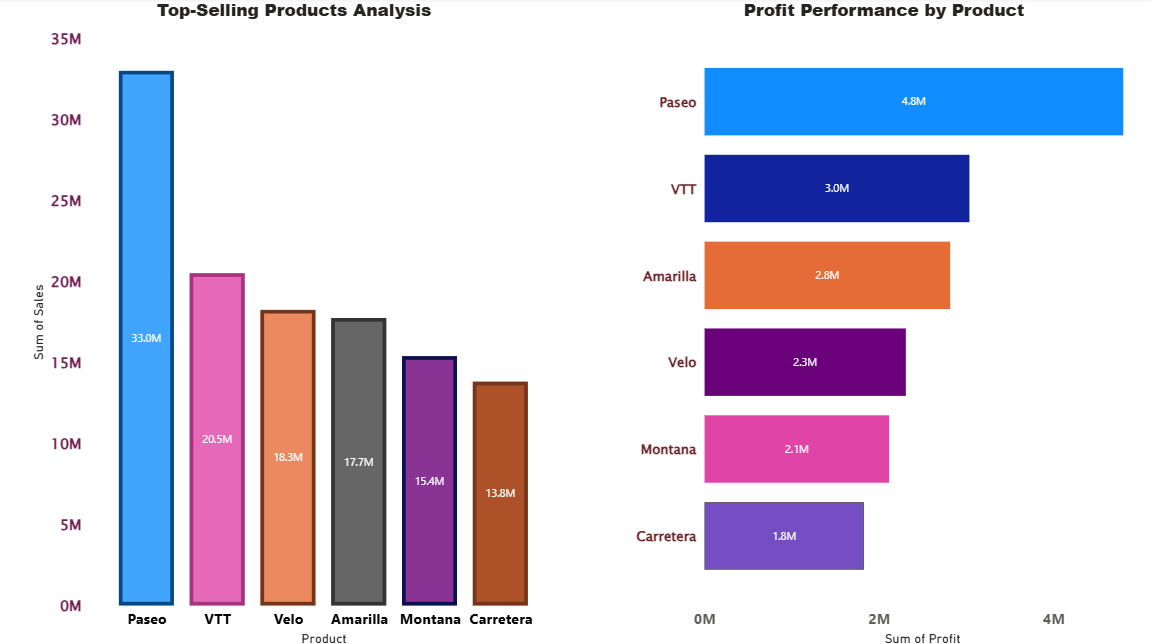 Top-Selling Products Analysis
35M
30M
25M
20M
15M
10M
5M
0M
Sum of Sales
33.0M
20.5M
18.3M
17.7M
15.4M
13.8M
Paseo VTT Velo Amarilla Montana Carretera
Product
Profit Performance by Product
Paseo 4.8M
VTT 3.0M
Amarilla 2.8M
Velo 2.3M
Montana 2.1M
Carretera 1.8M
0M 2M 4M
Sum of Profit